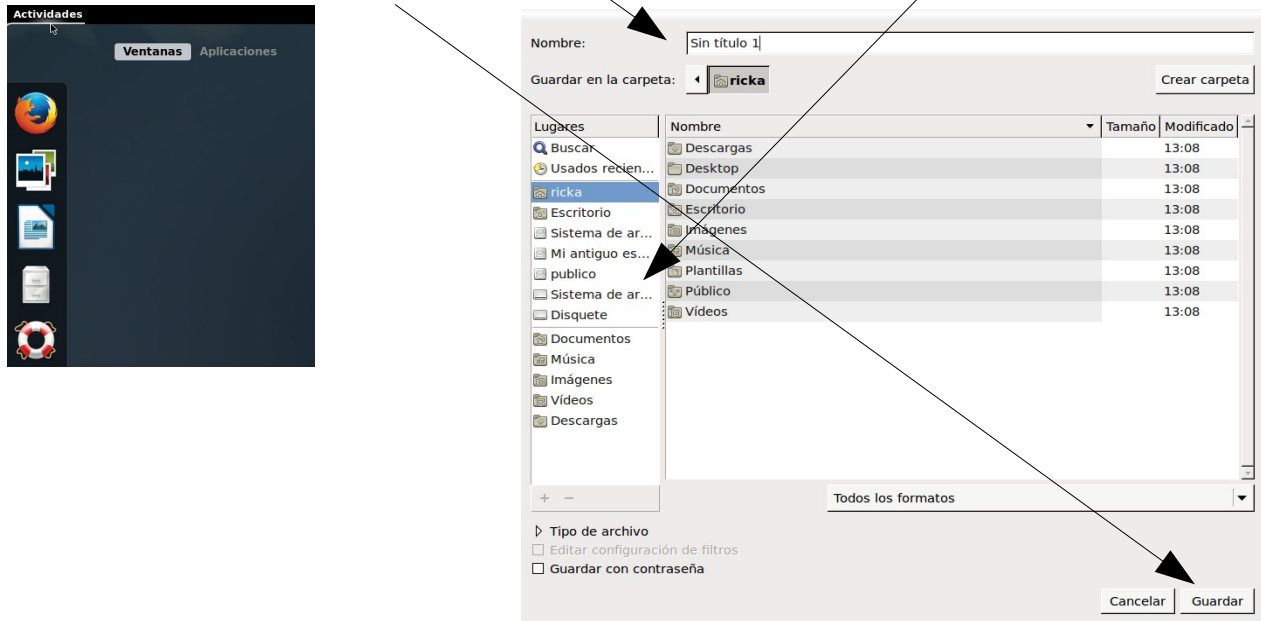 Actividades
Ventanas Aplicaciones
Nombre: Sin título 1
Guardar en la carpeta: ricka Crear carpeta
Lugares Nombre Tamaño Modificado
Buscar Descargas 13:08
Usados recien... Desktop 13:08
ricka Documentos 13:08
Escritorio Escritorio 13:08
Sistema de ar... Imágenes 13:08
Mi antiguo es... Música 13:08
publico Plantillas 13:08
Sistema de ar... Público 13:08
Disquete Vídeos 13:08
Documentos
Música
Imágenes
Vídeos
Descargas
+ − Todos los formatos
Tipo de archivo
Editar configuración de filtros
Guardar con contraseña
Cancelar Guardar